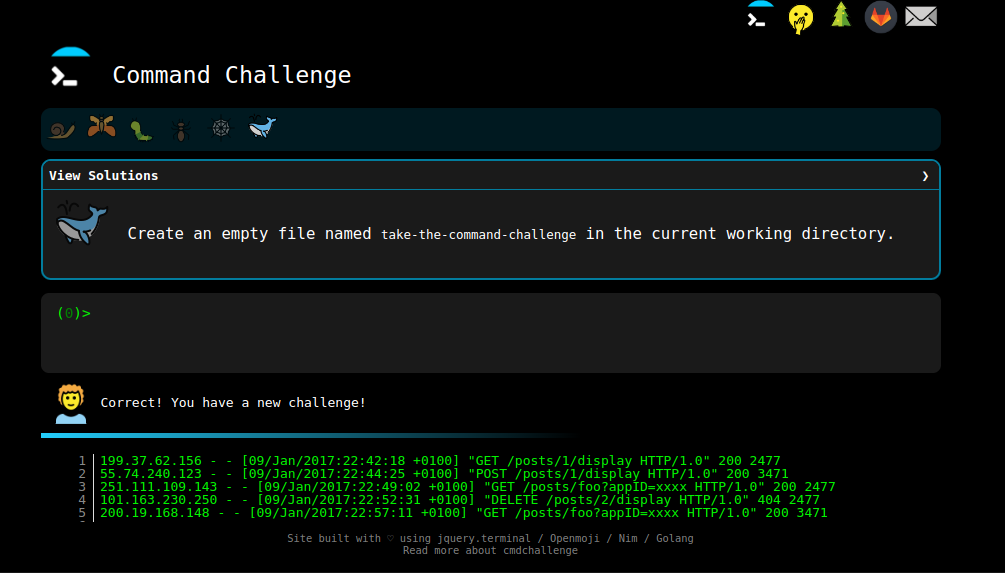 Command Challenge
View Solutions ❯
Create an empty file named take-the-command-challenge in the current working directory.
(0)>
Correct! You have a new challenge!
1 199.37.62.156 - - [09/Jan/2017:22:42:18 +0100] "GET /posts/1/display HTTP/1.0" 200 2477
2 55.74.240.123 - - [09/Jan/2017:22:44:25 +0100] "POST /posts/1/display HTTP/1.0" 200 3471
3 251.111.109.143 - - [09/Jan/2017:22:49:02 +0100] "GET /posts/foo?appID=xxxx HTTP/1.0" 200 2477
4 101.163.230.250 - - [09/Jan/2017:22:52:31 +0100] "DELETE /posts/2/display HTTP/1.0" 404 2477
5 200.19.168.148 - - [09/Jan/2017:22:57:11 +0100] "GET /posts/foo?appID=xxxx HTTP/1.0" 200 3471
Site built with ♡ using jquery.terminal / Openmoji / Nim / Golang
Read more about cmdchallenge